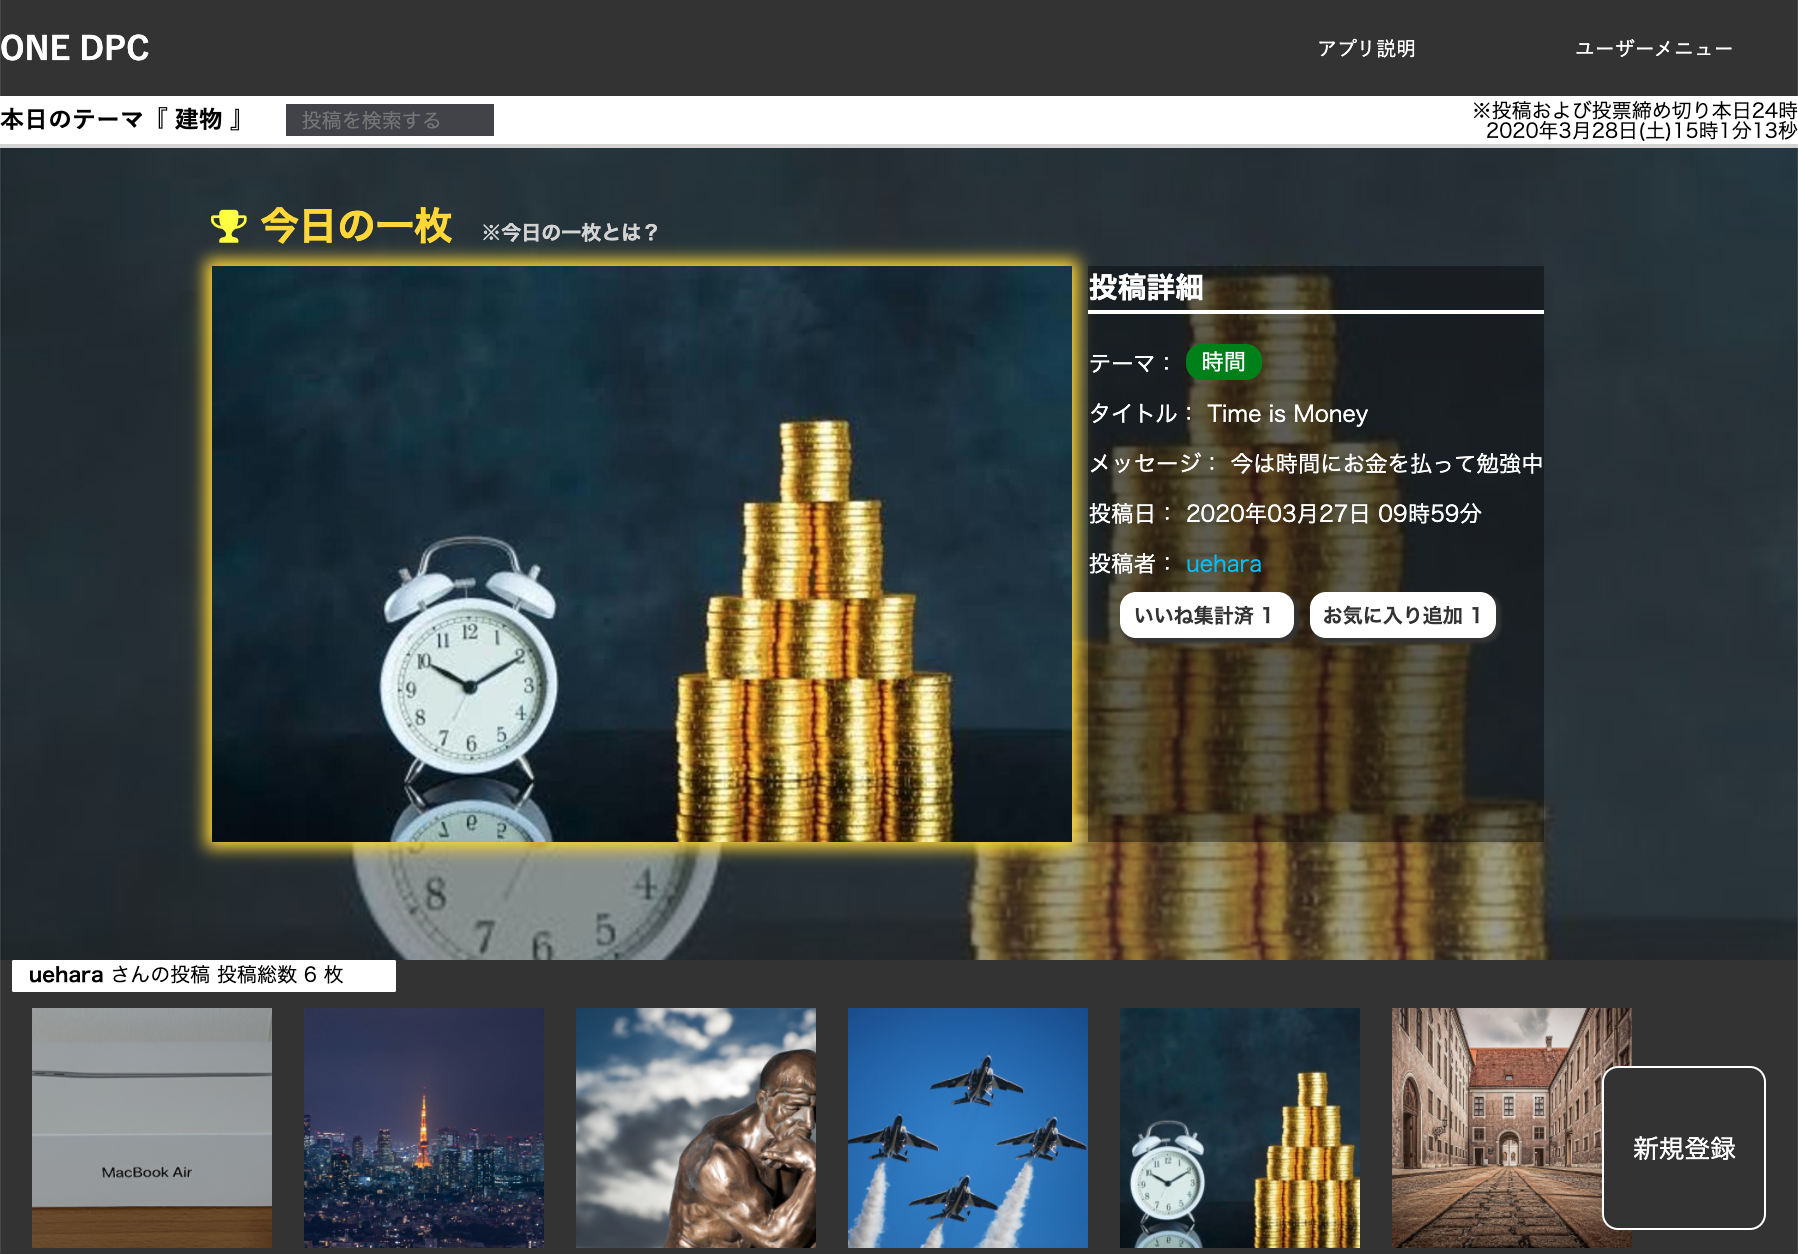 ONE DPC
アプリ説明
ユーザーメニュー
本日のテーマ『 建物 』
投稿を検索する
※投稿および投票締め切り本日24時
2020年3月28日(土)15時1分13秒
今日の一枚
※今日の一枚とは？
投稿詳細
テーマ： 時間
タイトル： Time is Money
メッセージ： 今は時間にお金を払って勉強中
投稿日： 2020年03月27日 09時59分
投稿者： uehara
いいね集計済 1
お気に入り追加 1
uehara さんの投稿 投稿総数 6 枚
MacBook Air
新規登録